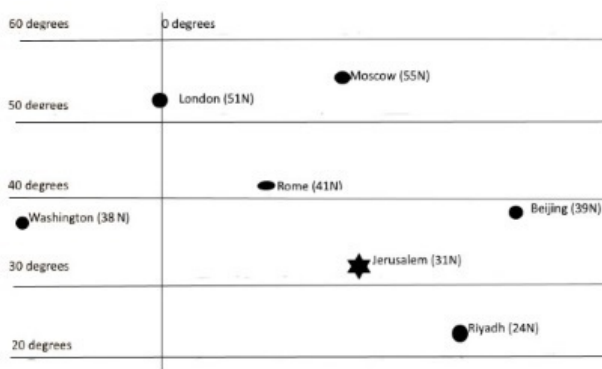 60 degrees
0 degrees
Moscow (55N)
London (51N)
50 degrees
40 degrees
Rome (41N)
Washington (38 N)
Beijing (39N)
Jerusalem (31N)
30 degrees
Riyadh (24N)
20 degrees